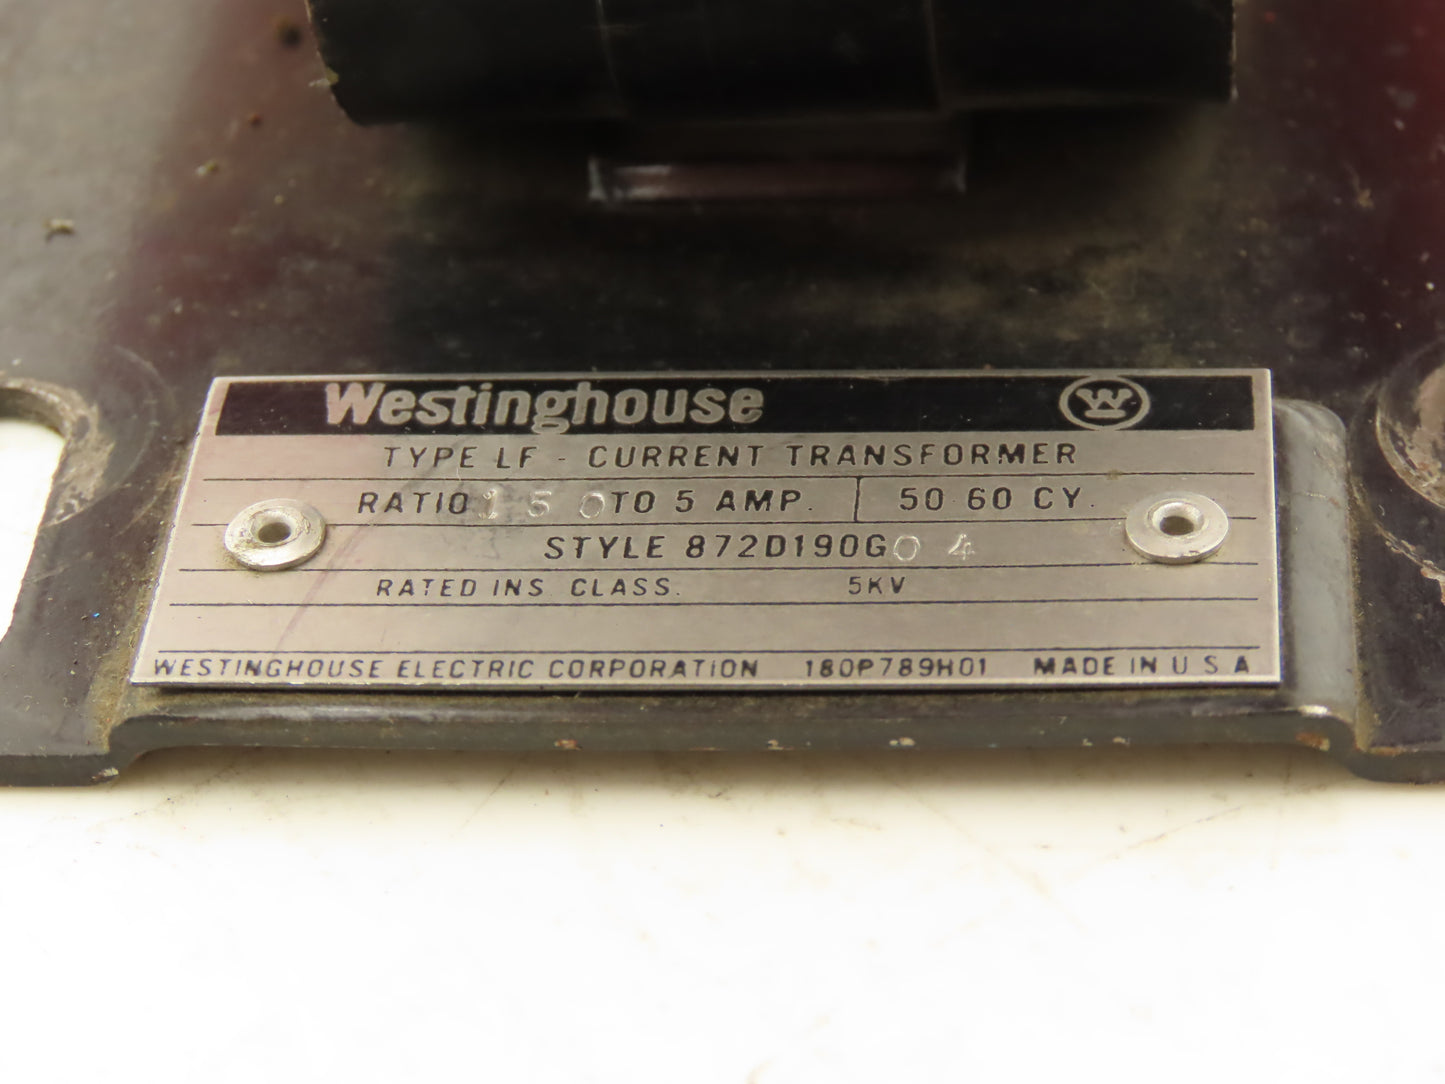 Westinghouse W
TYPE LF - CURRENT TRANSFORMER
RATIO 150 TO 5 AMP. 50-60 CY.
STYLE 872D190G04
RATED INS. CLASS. 5KV
WESTINGHOUSE ELECTRIC CORPORATION 180P789H01 MADE IN U S A